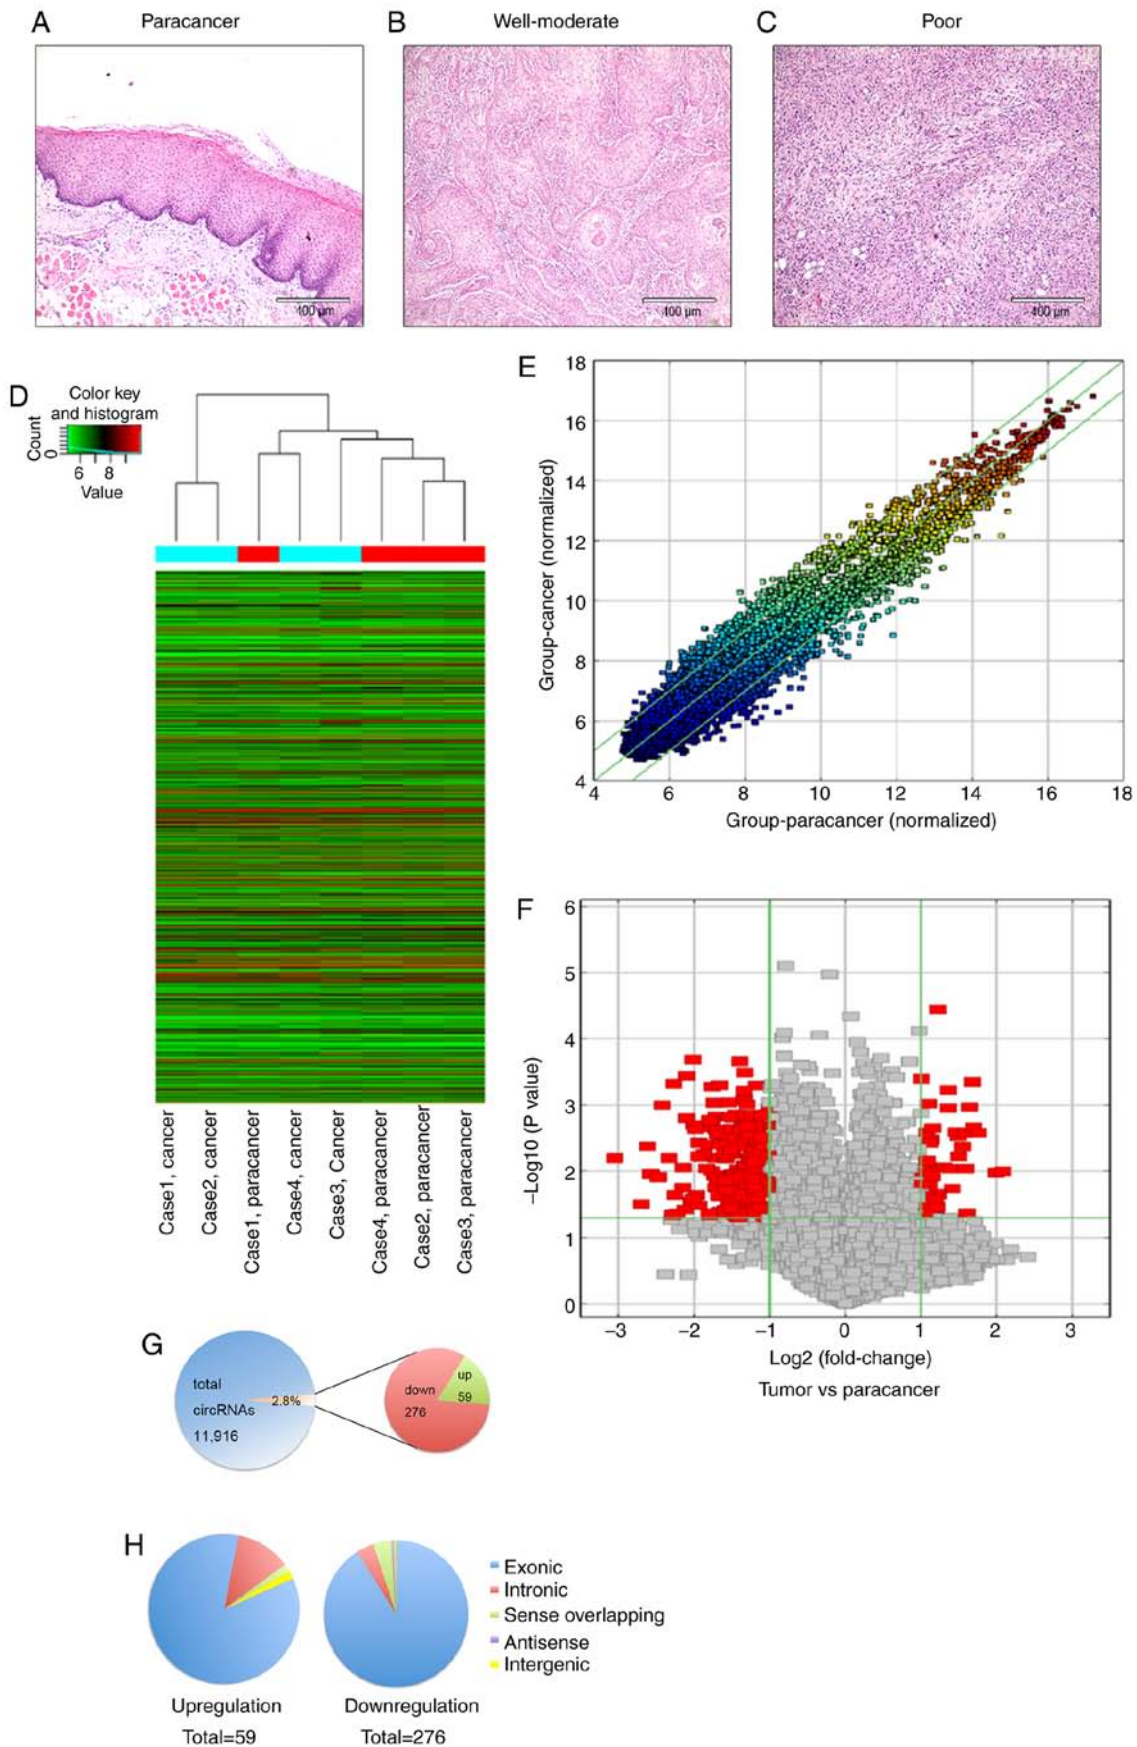 A Paracancer
B Well-moderate
C Poor
400 µm
400 µm
400 µm
D
Color key
and histogram
Count
0
6 8
Value
Case1, cancer
Case2, cancer
Case1, paracancer
Case4, cancer
Case3, Cancer
Case4, paracancer
Case2, paracancer
Case3, paracancer
E
18
16
14
12
10
8
6
4
Group-cancer (normalized)
4 6 8 10 12 14 16 18
Group-paracancer (normalized)
F
6
5
4
3
2
1
0
–Log10 (P value)
–3 –2 –1 0 1 2 3
Log2 (fold-change)
Tumor vs paracancer
G
total
circRNAs
11,916
2.8%
down
276
up
59
H
Exonic
Intronic
Sense overlapping
Antisense
Intergenic
Upregulation
Total=59
Downregulation
Total=276